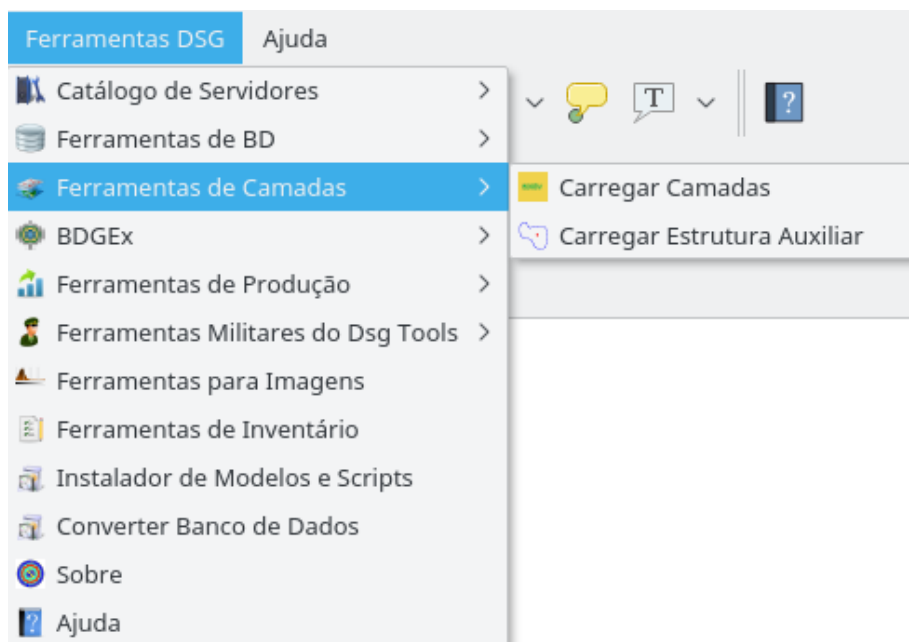 Ferramentas DSG Ajuda
Catálogo de Servidores
T
?
Ferramentas de BD
Ferramentas de Camadas
Carregar Camadas
BDGEx
Carregar Estrutura Auxiliar
Ferramentas de Produção
Ferramentas Militares do Dsg Tools
Ferramentas para Imagens
Ferramentas de Inventário
Instalador de Modelos e Scripts
Converter Banco de Dados
Sobre
? Ajuda